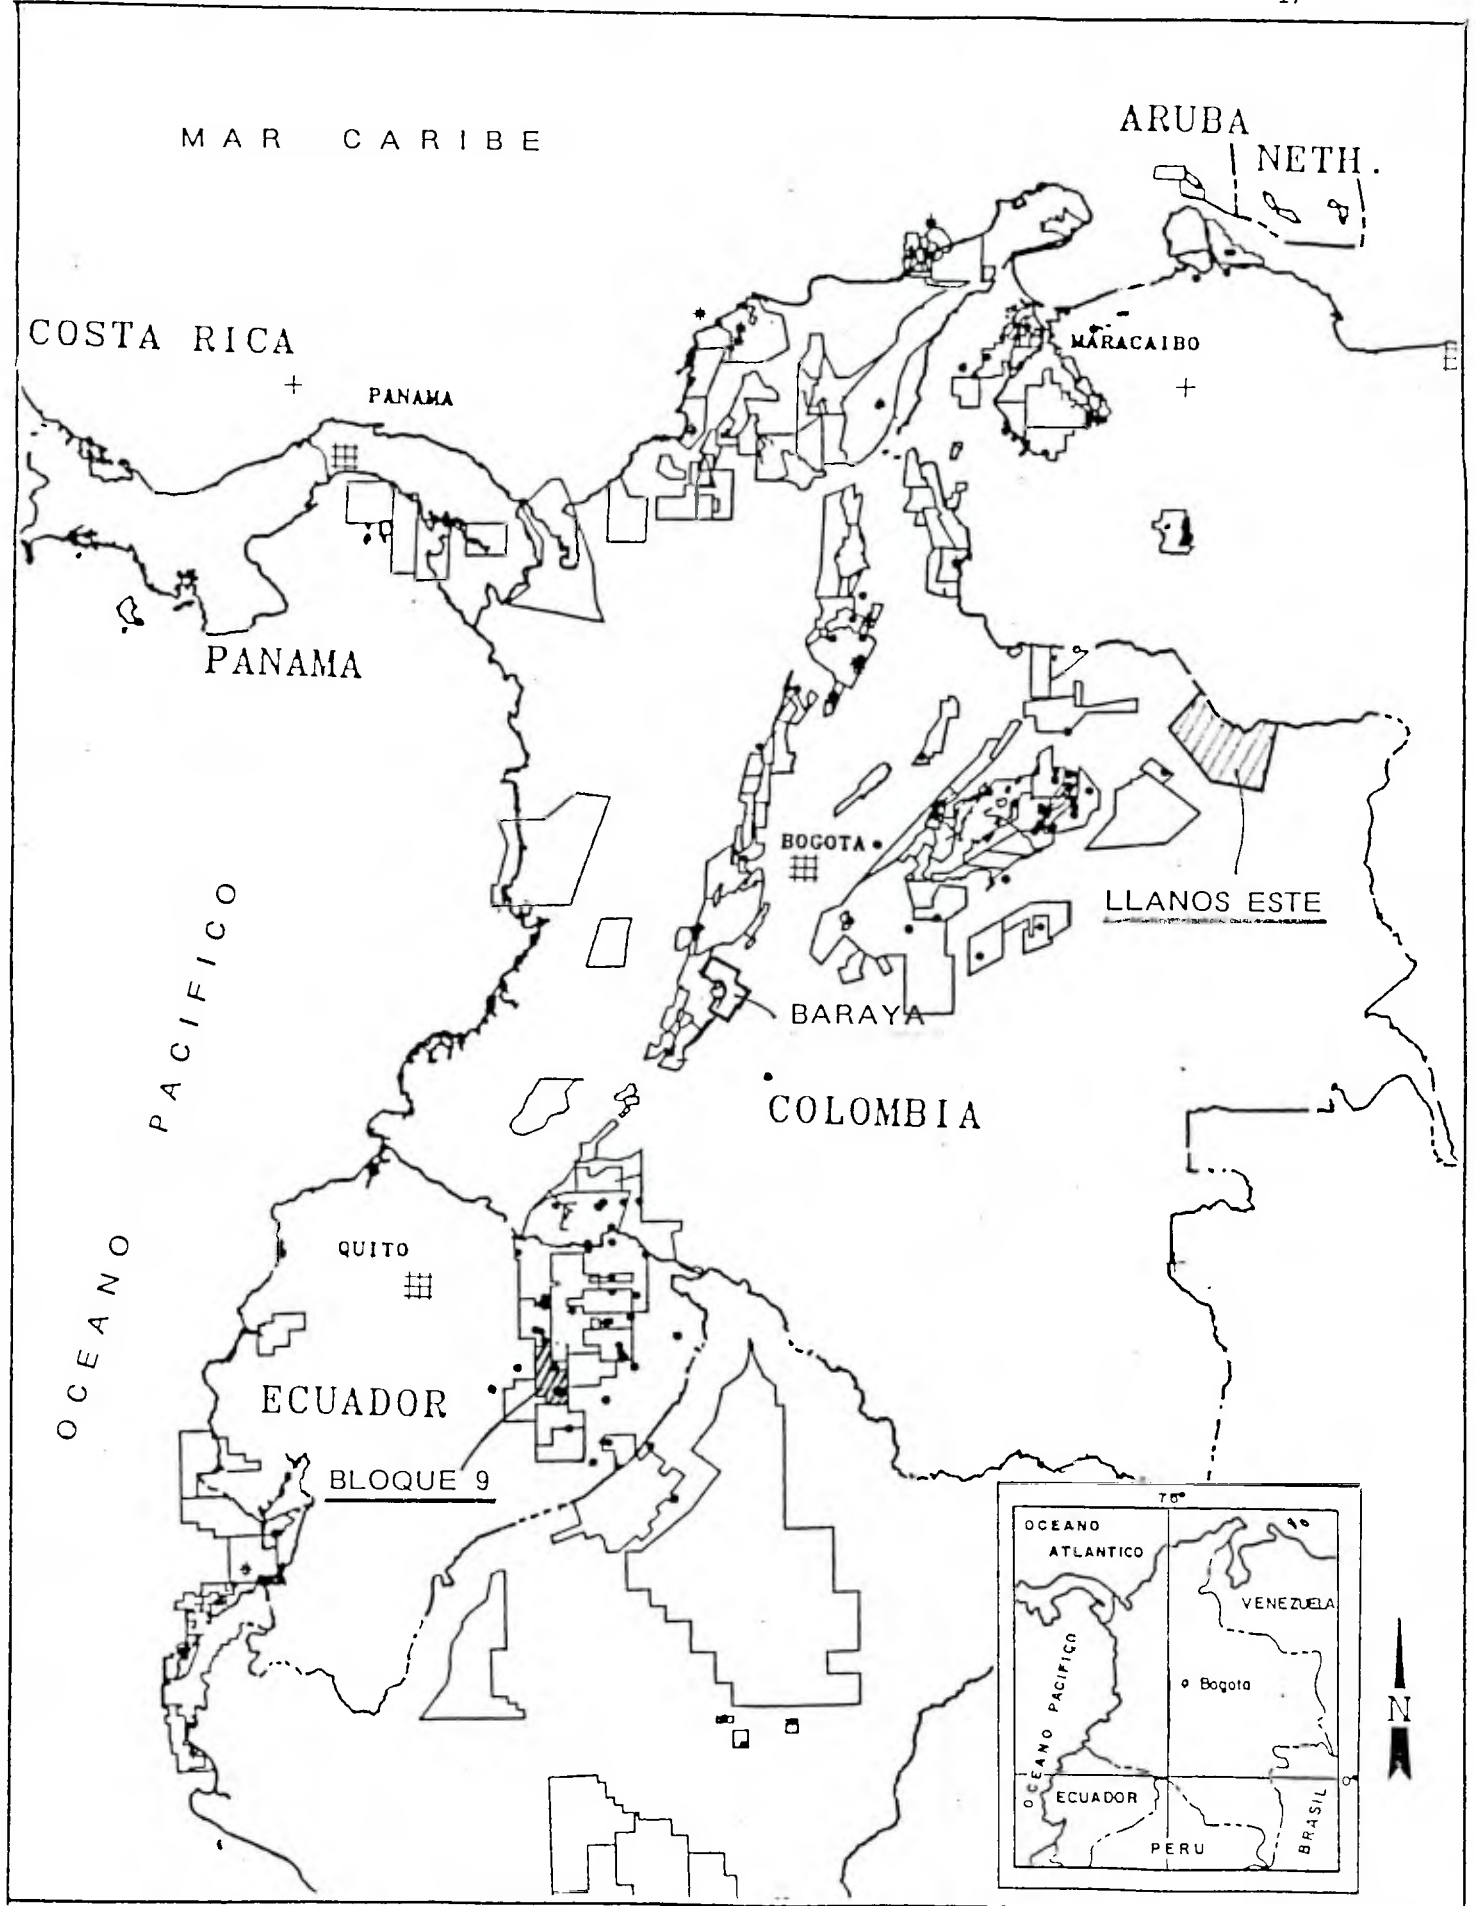 MAR CARIBE
ARUBA
NETH.
COSTA RICA
MARACAIBO
PANAMA
PANAMA
BOGOTA
LLANOS ESTE
BARAYA
COLOMBIA
OCEANO PACIFICO
QUITO
ECUADOR
BLOQUE 9
OCEANO
ATLANTICO
VENEZUELA
OCEANO PACIFICO
Bogota
0°
ECUADOR
PERU
BRASIL
N